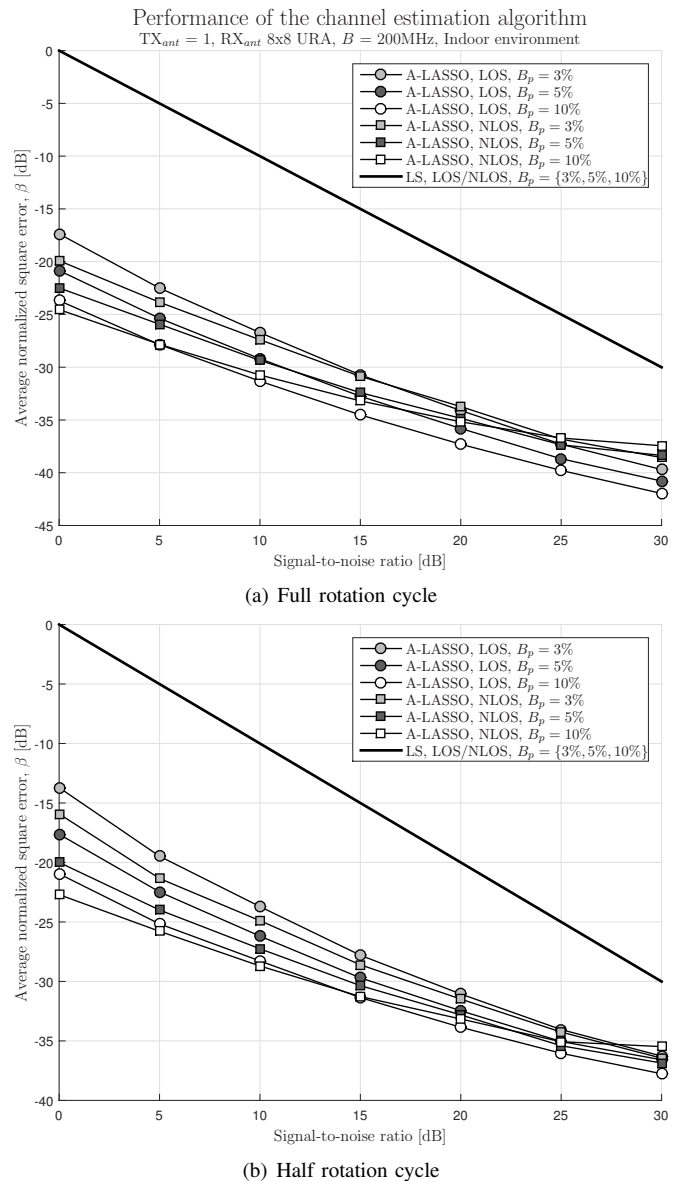 Performance of the channel estimation algorithm
TX_ant = 1, RX_ant 8x8 URA, B = 200MHz, Indoor environment
0
-5
-10
-15
-20
-25
-30
-35
-40
-45
Average normalized square error, β [dB]
A-LASSO, LOS, B_p = 3%
A-LASSO, LOS, B_p = 5%
A-LASSO, LOS, B_p = 10%
A-LASSO, NLOS, B_p = 3%
A-LASSO, NLOS, B_p = 5%
A-LASSO, NLOS, B_p = 10%
LS, LOS/NLOS, B_p = {3%, 5%, 10%}
0 5 10 15 20 25 30
Signal-to-noise ratio [dB]
(a) Full rotation cycle
0
-5
-10
-15
-20
-25
-30
-35
-40
Average normalized square error, β [dB]
A-LASSO, LOS, B_p = 3%
A-LASSO, LOS, B_p = 5%
A-LASSO, LOS, B_p = 10%
A-LASSO, NLOS, B_p = 3%
A-LASSO, NLOS, B_p = 5%
A-LASSO, NLOS, B_p = 10%
LS, LOS/NLOS, B_p = {3%, 5%, 10%}
0 5 10 15 20 25 30
Signal-to-noise ratio [dB]
(b) Half rotation cycle